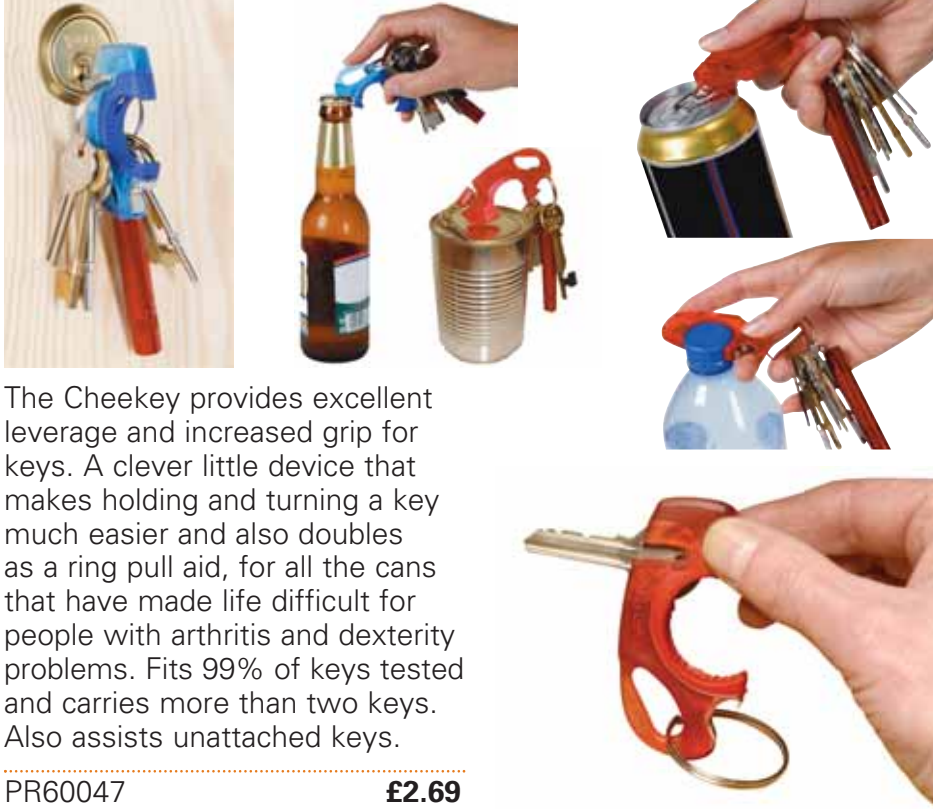 The Cheekey provides excellent
leverage and increased grip for
keys. A clever little device that
makes holding and turning a key
much easier and also doubles
as a ring pull aid, for all the cans
that have made life difficult for
people with arthritis and dexterity
problems. Fits 99% of keys tested
and carries more than two keys.
Also assists unattached keys.
PR60047 £2.69